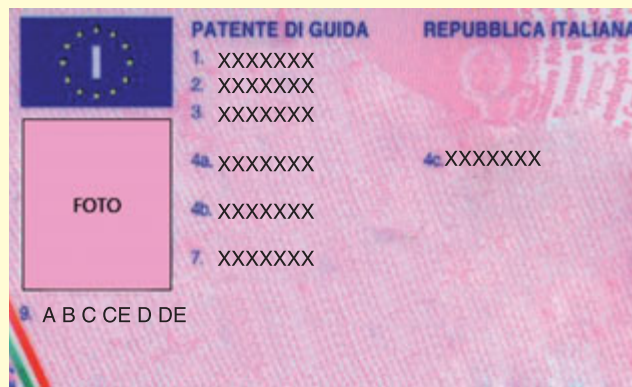 I
PATENTE DI GUIDA REPUBBLICA ITALIANA
1. XXXXXXX
2. XXXXXXX
3. XXXXXXX
4a. XXXXXXX 4c. XXXXXXX
4b. XXXXXXX
7. XXXXXXX
FOTO
9. A B C CE D DE